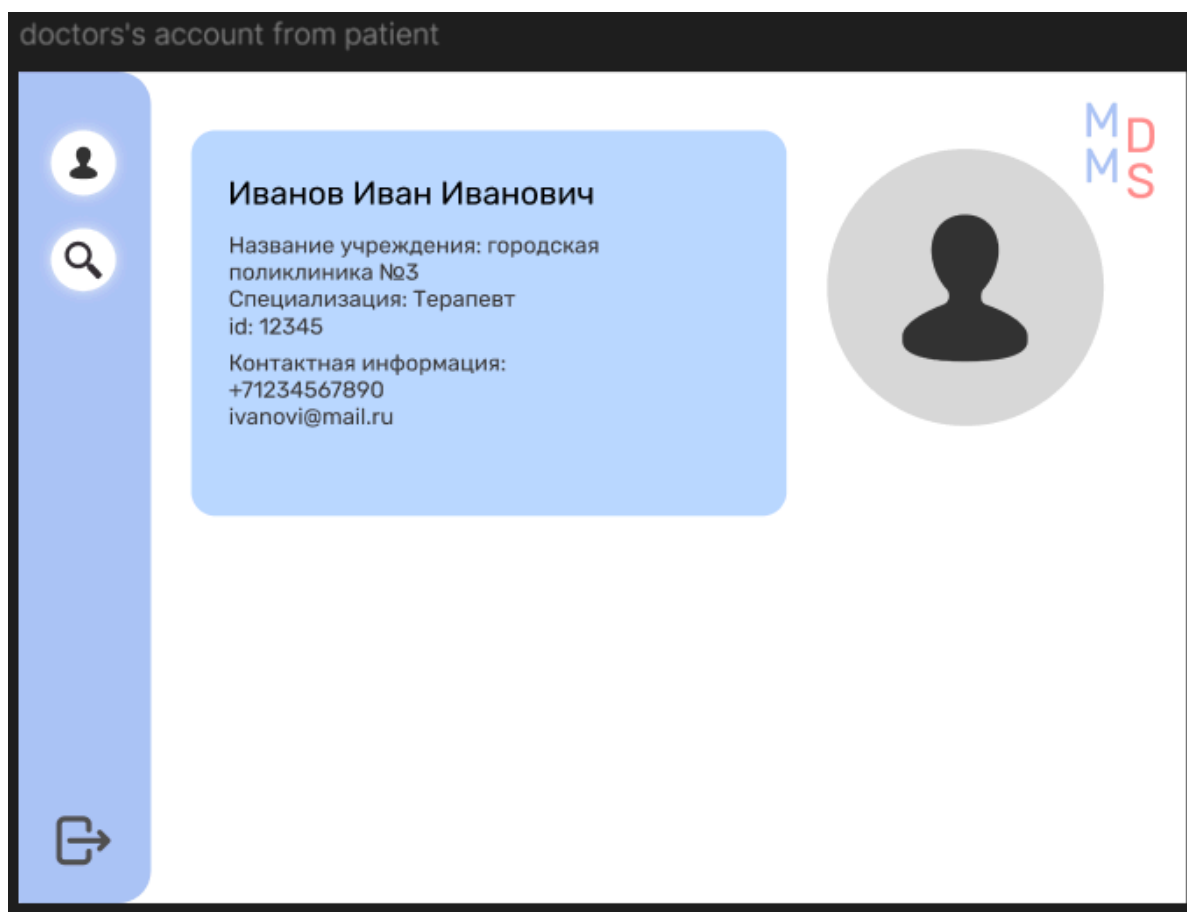 doctors's account from patient
M D
M S
Иванов Иван Иванович
Название учреждения: городская
поликлиника №3
Специализация: Терапевт
id: 12345
Контактная информация:
+71234567890
ivanovi@mail.ru